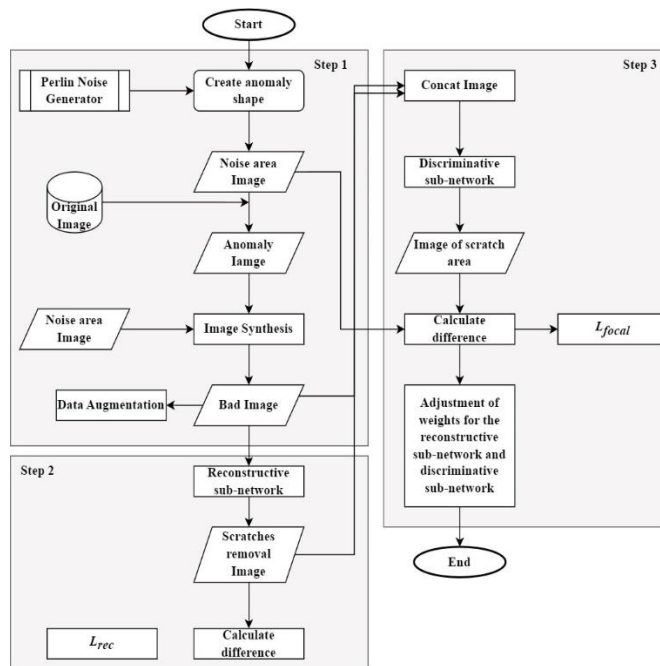 Start
Step 1
Perlin Noise
Generator
Create anomaly
shape
Noise area
Image
Original
Image
Anomaly
Iamge
Noise area
Image
Image Synthesis
Data Augmentation
Bad Image
Step 2
Reconstructive
sub-network
Scratches
removal
Image
L_rec
Calculate
difference
Step 3
Concat Image
Discriminative
sub-network
Image of scratch
area
Calculate
difference
L_focal
Adjustment of
weights for the
reconstructive
sub-network and
discriminative
sub-network
End